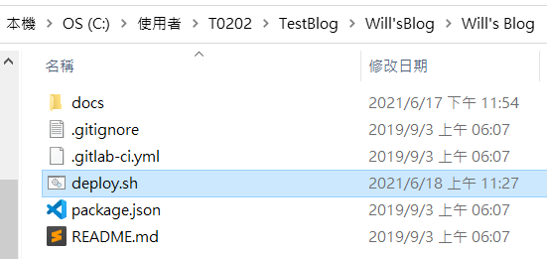 本機 > OS (C:) > 使用者 > T0202 > TestBlog > Will'sBlog > Will's Blog
名稱 修改日期
docs 2021/6/17 下午 11:54
.gitignore 2019/9/3 上午 06:07
.gitlab-ci.yml 2019/9/3 上午 06:07
deploy.sh 2021/6/18 上午 11:27
package.json 2019/9/3 上午 06:07
README.md 2019/9/3 上午 06:07